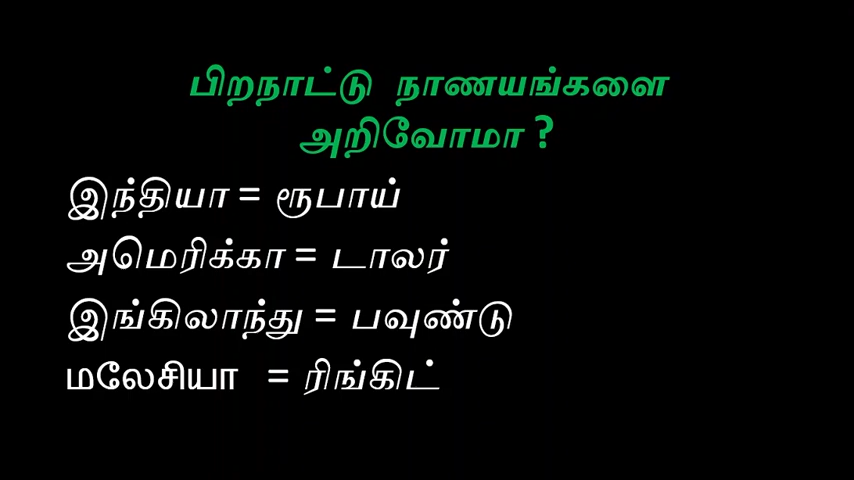 பிறநாட்டு நாணயங்களை
அறிவோமா ?
இந்தியா = ரூபாய்
அமெரிக்கா = டாலர்
இங்கிலாந்து = பவுண்டு
மலேசியா = ரிங்கிட்